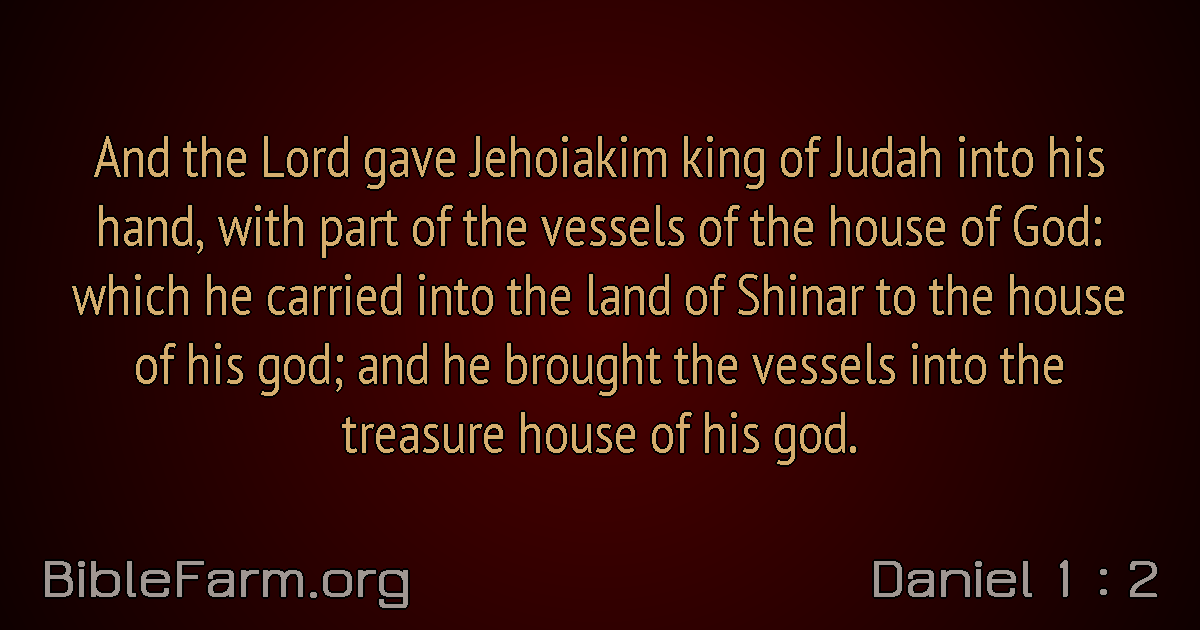 And the Lord gave Jehoiakim king of Judah into his
hand, with part of the vessels of the house of God:
which he carried into the land of Shinar to the house
of his god; and he brought the vessels into the
treasure house of his god.
BibleFarm.org
Daniel 1 : 2